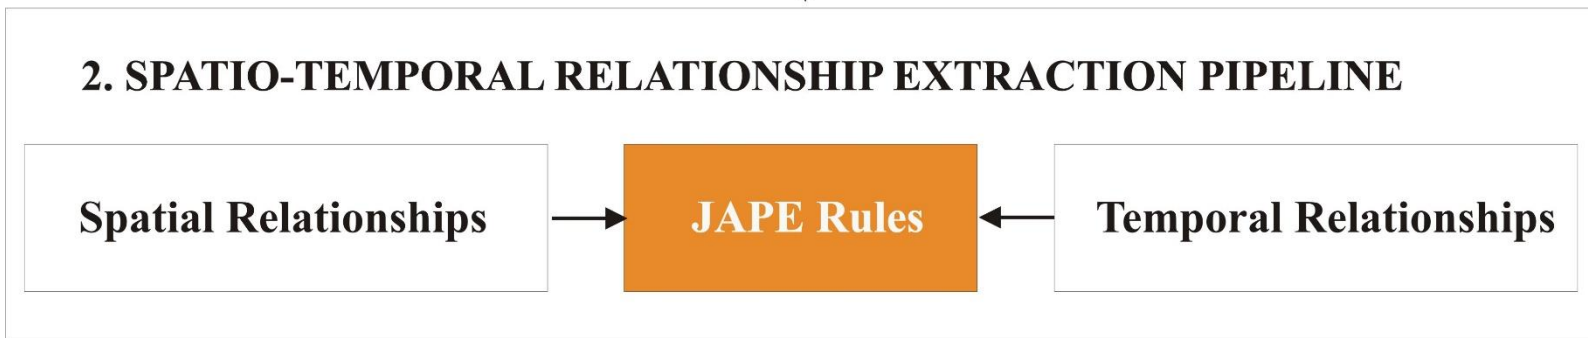 2. SPATIO-TEMPORAL RELATIONSHIP EXTRACTION PIPELINE
Spatial Relationships
JAPE Rules
Temporal Relationships